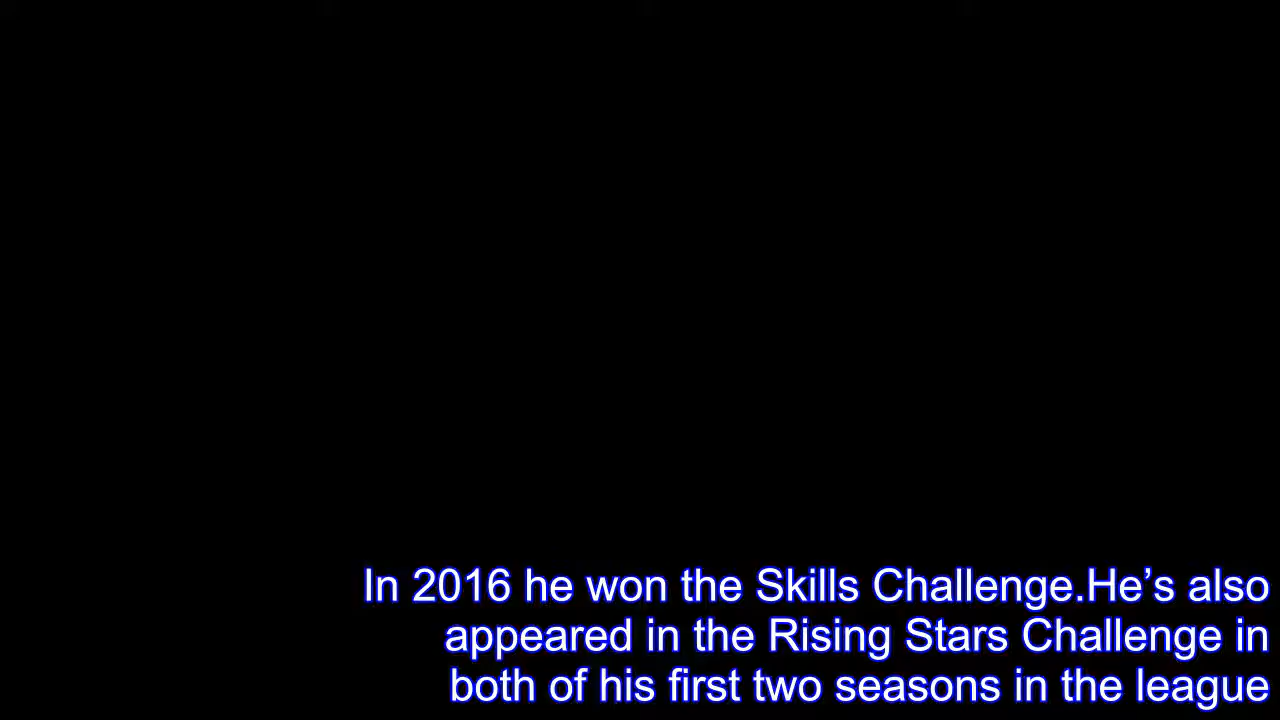 In 2016 he won the Skills Challenge.He’s also
appeared in the Rising Stars Challenge in
both of his first two seasons in the league